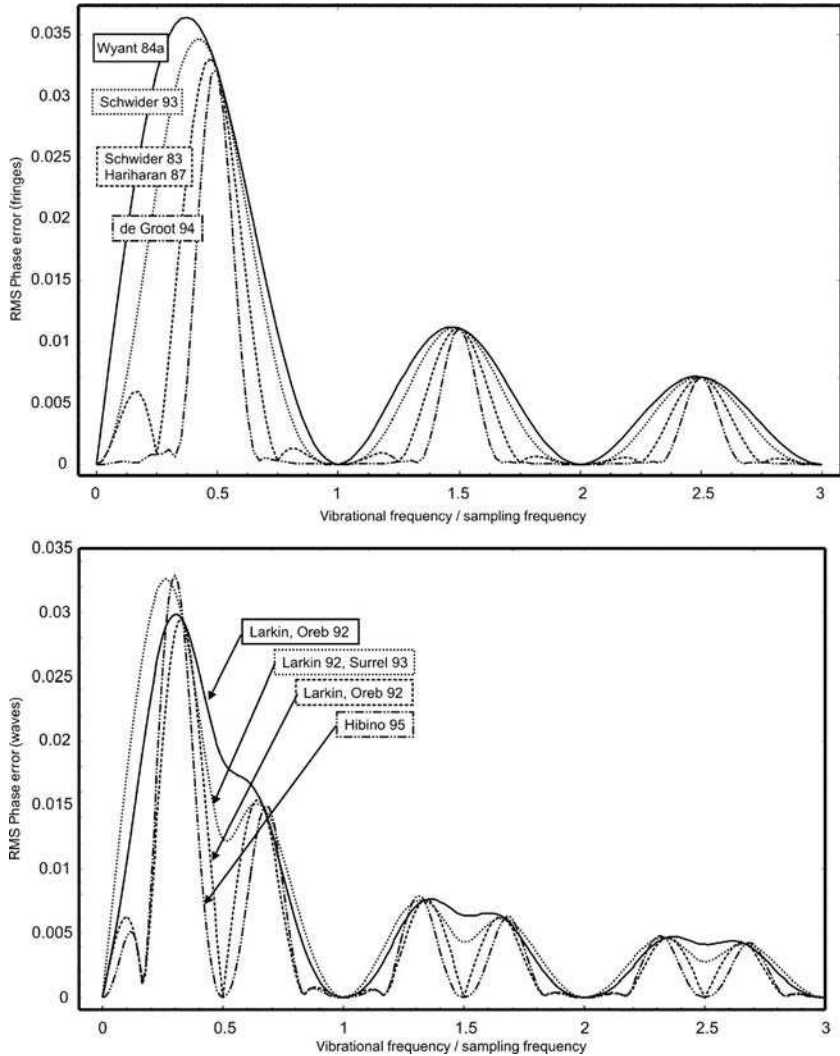 0.035
0.03
0.025
0.02
0.015
0.01
0.005
0
RMS Phase error (fringes)
Wyant 84a
Schwider 93
Schwider 83
Hariharan 87
de Groot 94
0 0.5 1 1.5 2 2.5 3
Vibrational frequency / sampling frequency
0.035
0.03
0.025
0.02
0.015
0.01
0.005
0
RMS Phase error (waves)
Larkin, Oreb 92
Larkin 92, Surrel 93
Larkin, Oreb 92
Hibino 95
0 0.5 1 1.5 2 2.5 3
Vibrational frequency / sampling frequency